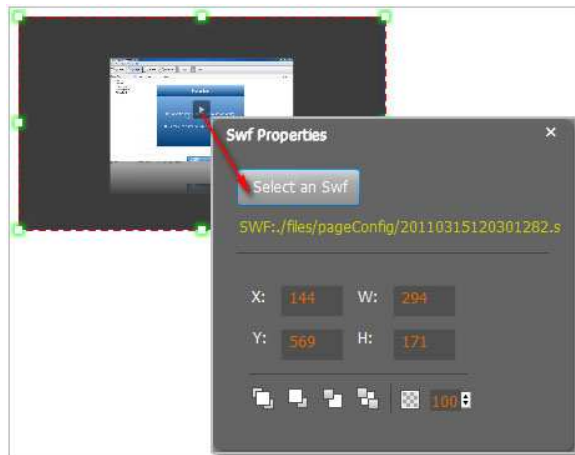 Swf Properties ×
Select an Swf
SWF:./files/pageConfig/20110315120301282.s
X: 144 W: 294
Y: 569 H: 171
100